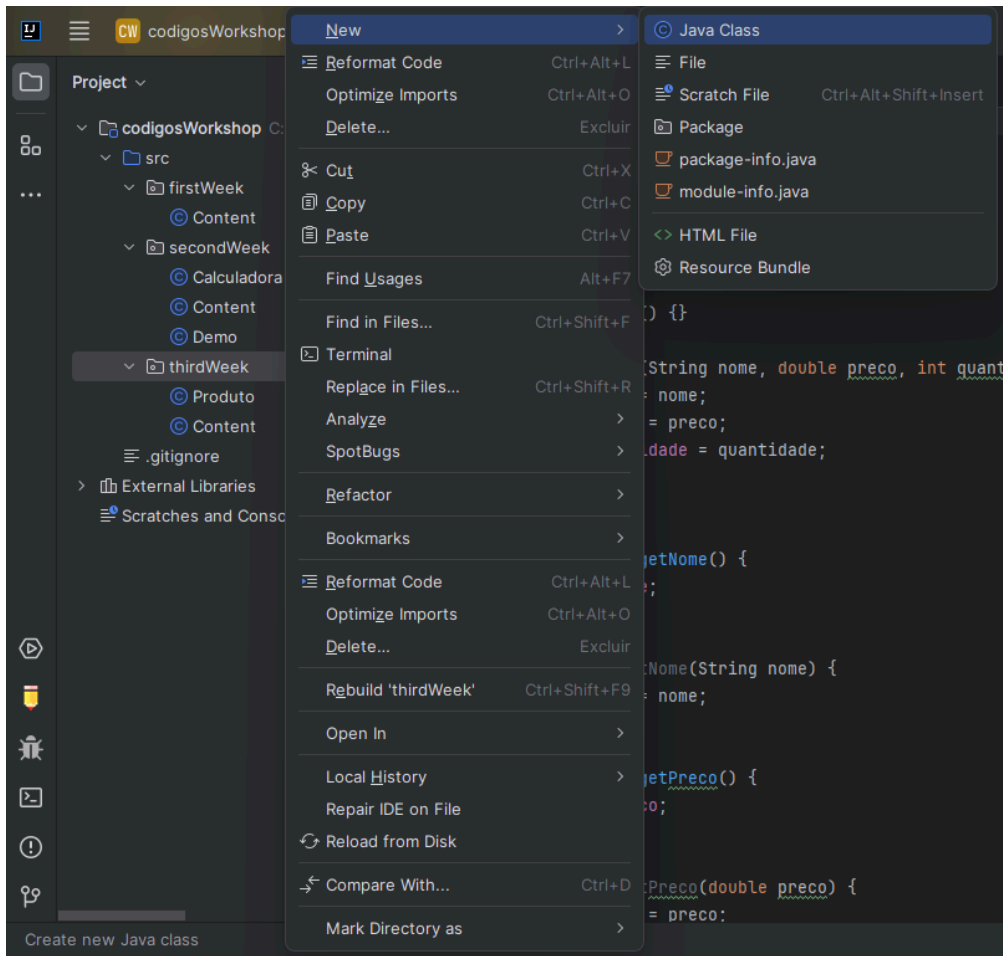 CW codigosWorkshop
Project
codigosWorkshop C:
src
firstWeek
Content
secondWeek
Calculadora
Content
Demo
thirdWeek
Produto
Content
.gitignore
External Libraries
Scratches and Consc
Create new Java class
New
Reformat Code Ctrl+Alt+L
Optimize Imports Ctrl+Alt+O
Delete... Excluir
Cut Ctrl+X
Copy Ctrl+C
Paste Ctrl+V
Find Usages Alt+F7
Find in Files... Ctrl+Shift+F
Terminal
Replace in Files... Ctrl+Shift+R
Analyze
SpotBugs
Refactor
Bookmarks
Reformat Code Ctrl+Alt+L
Optimize Imports Ctrl+Alt+O
Delete... Excluir
Rebuild 'thirdWeek' Ctrl+Shift+F9
Open In
Local History
Repair IDE on File
Reload from Disk
Compare With... Ctrl+D
Mark Directory as
Java Class
File
Scratch File Ctrl+Alt+Shift+Insert
Package
package-info.java
module-info.java
HTML File
Resource Bundle
) {}
(String nome, double preco, int quant
= nome;
= preco;
dade = quantidade;
getNome() {
;
tNome(String nome) {
= nome;
getPreco() {
co;
tPreco(double preco) {
= preco;